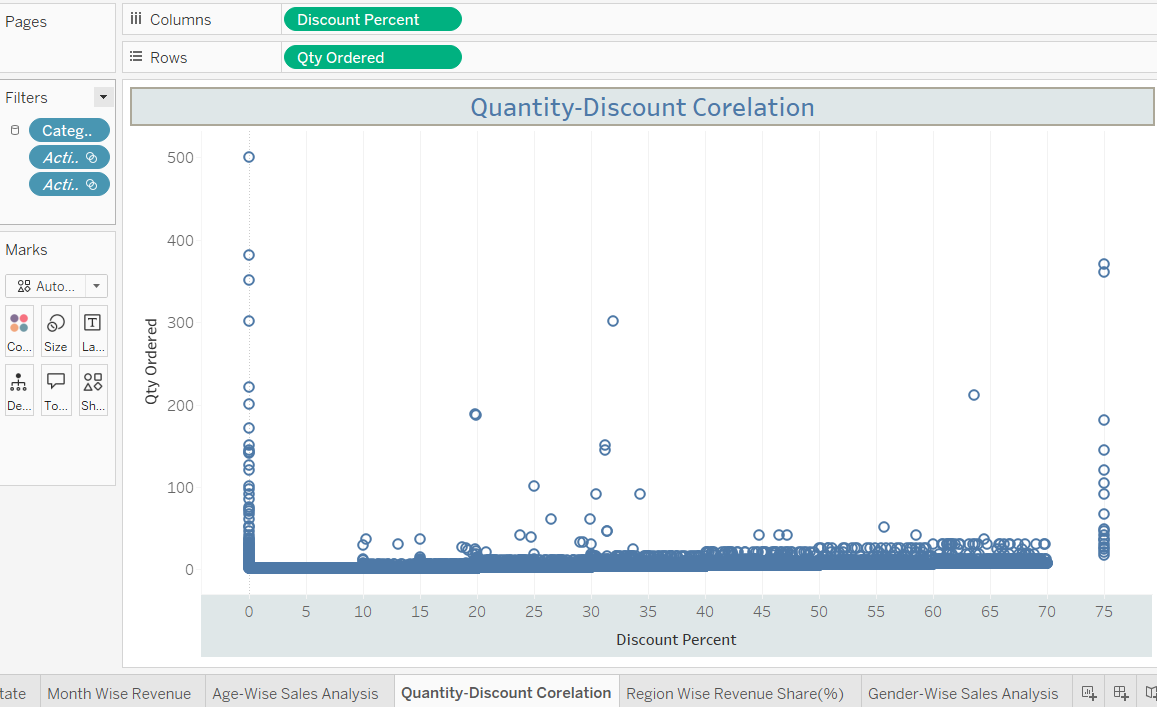 Pages
Columns
Discount Percent
Rows
Qty Ordered
Filters
Categ..
Acti..
Acti..
Marks
Auto...
Co...
Size
La...
De...
To...
Sh...
Quantity-Discount Corelation
500
400
300
200
100
0
Qty Ordered
0 5 10 15 20 25 30 35 40 45 50 55 60 65 70 75
Discount Percent
tate
Month Wise Revenue
Age-Wise Sales Analysis
Quantity-Discount Corelation
Region Wise Revenue Share(%)
Gender-Wise Sales Analysis